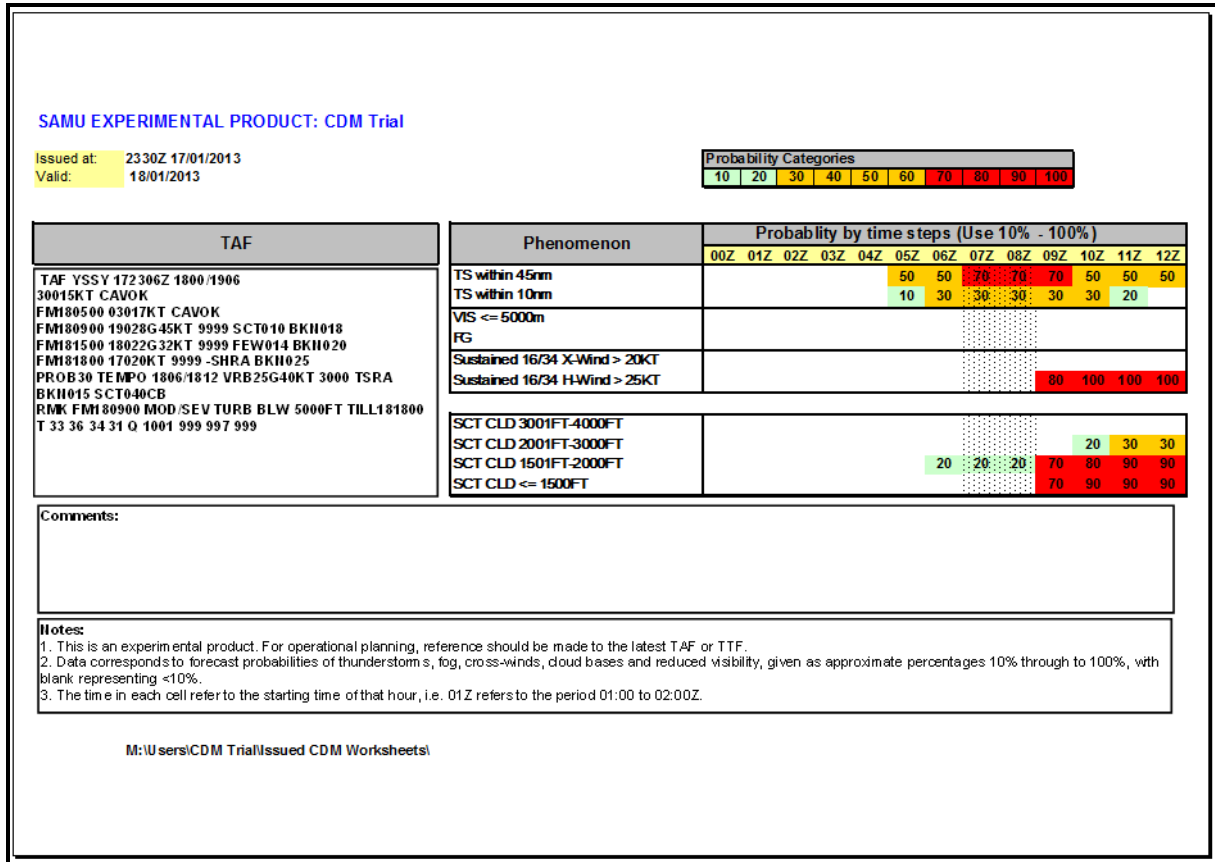 SAMU EXPERIMENTAL PRODUCT: CDM Trial
Issued at: 2330Z 17/01/2013
Valid: 18/01/2013
Probability Categories
10 20 30 40 50 60 70 80 90 100
TAF
TAF YSSY 172306Z 1800/1906
30015KT CAVOK
FM180500 03017KT CAVOK
FM180900 19028G45KT 9999 SCT010 BKN018
FM181500 18022G32KT 9999 FEW014 BKN020
FM181800 17020KT 9999 -SHRA BKN025
PROB30 TEMPO 1806/1812 VRB25G40KT 3000 TSRA
BKN015 SCT040CB
RMK FM180900 MOD/SEV TURB BLW 5000FT TILL181800
T 33 36 34 31 Q 1001 999 997 999
Phenomenon
Probablity by time steps (Use 10% - 100%)
00Z 01Z 02Z 03Z 04Z 05Z 06Z 07Z 08Z 09Z 10Z 11Z 12Z
TS within 45nm 50 50 70 70 70 50 50 50
TS within 10nm 10 30 30 30 30 30 20
VIS <= 5000m
FG
Sustained 16/34 X-Wind > 20KT
Sustained 16/34 H-Wind > 25KT 80 100 100 100
SCT CLD 3001FT-4000FT
SCT CLD 2001FT-3000FT 20 30 30
SCT CLD 1501FT-2000FT 20 20 20 70 80 90 90
SCT CLD <= 1500FT 70 90 90 90
Comments:
Notes:
1. This is an experimental product. For operational planning, reference should be made to the latest TAF or TTF.
2. Data corresponds to forecast probabilities of thunderstorms, fog, cross-winds, cloud bases and reduced visibility, given as approximate percentages 10% through to 100%, with
blank representing <10%.
3. The time in each cell refer to the starting time of that hour, i.e. 01Z refers to the period 01:00 to 02:00Z.
M:\Users\CDM Trial\Issued CDM Worksheets\